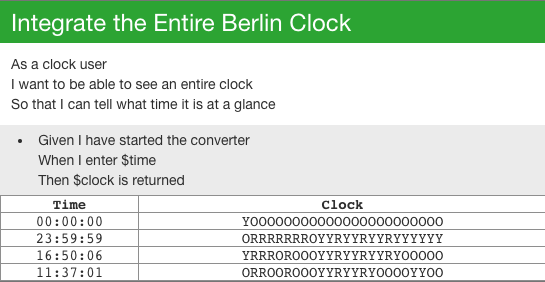 Integrate the Entire Berlin Clock
As a clock user
I want to be able to see an entire clock
So that I can tell what time it is at a glance
• Given I have started the converter
When I enter $time
Then $clock is returned
Time Clock
00:00:00 YOOOOOOOOOOOOOOOOOOOOOOO
23:59:59 ORRRRRRROYYRYYRYYRYYYYYY
16:50:06 YRRROROOOYYRYYRYYRYOOOOO
11:37:01 ORROOROOOYYRYYRYOOOOYYOO